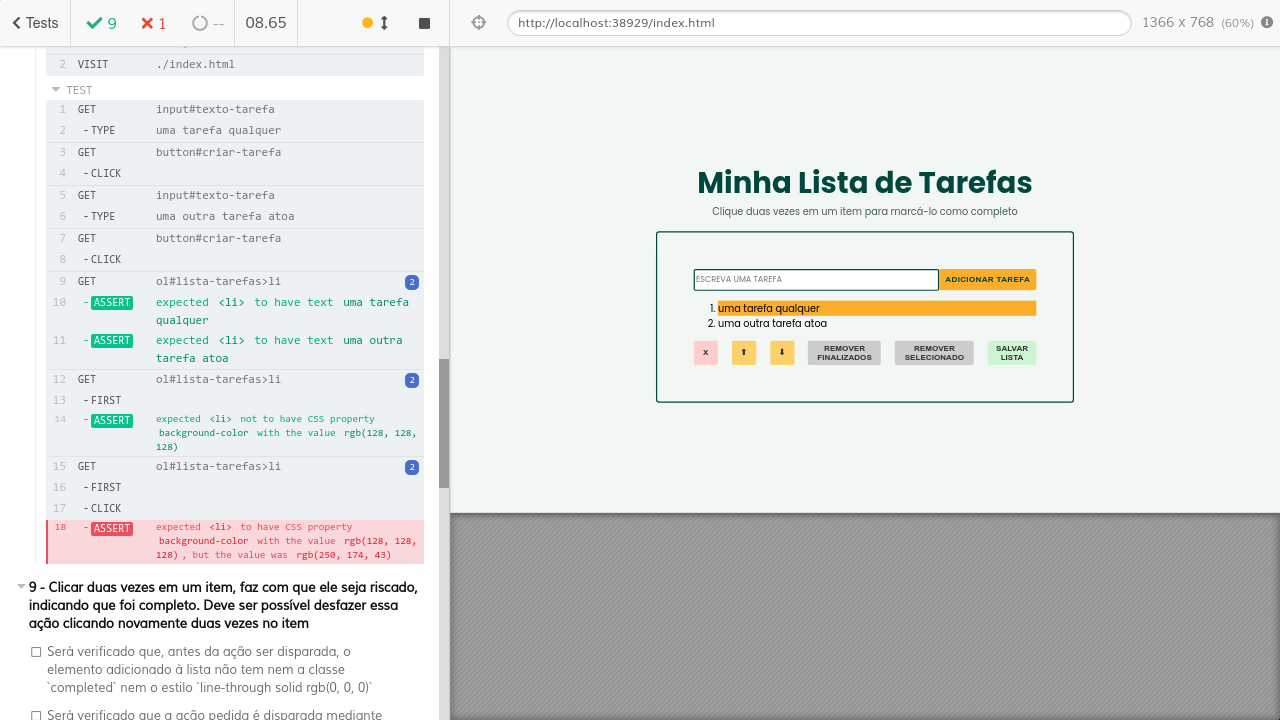 Tests
9
1
--
08.65
http://localhost:38929/index.html
1366 x 768 (60%)
2 VISIT ./index.html
TEST
1 GET input#texto-tarefa
2 -TYPE uma tarefa qualquer
3 GET button#criar-tarefa
4 -CLICK
5 GET input#texto-tarefa
6 -TYPE uma outra tarefa atoa
7 GET button#criar-tarefa
8 -CLICK
9 GET ol#lista-tarefas>li 2
10 -ASSERT expected <li> to have text uma tarefa
qualquer
11 -ASSERT expected <li> to have text uma outra
tarefa atoa
12 GET ol#lista-tarefas>li 2
13 -FIRST
14 -ASSERT expected <li> not to have CSS property
background-color with the value rgb(128, 128,
128)
15 GET ol#lista-tarefas>li 2
16 -FIRST
17 -CLICK
18 -ASSERT expected <li> to have CSS property
background-color with the value rgb(128, 128,
128) , but the value was rgb(250, 174, 43)
9 - Clicar duas vezes em um item, faz com que ele seja riscado,
indicando que foi completo. Deve ser possível desfazer essa
ação clicando novamente duas vezes no item
Será verificado que, antes da ação ser disparada, o
elemento adicionado à lista não tem nem a classe
`completed` nem o estilo `line-through solid rgb(0, 0, 0)`
Será verificado que a ação pedida é disparada mediante
Minha Lista de Tarefas
Clique duas vezes em um item para marcá-lo como completo
ESCREVA UMA TAREFA
ADICIONAR TAREFA
1. uma tarefa qualquer
2. uma outra tarefa atoa
X
⬆
⬇
REMOVER
FINALIZADOS
REMOVER
SELECIONADO
SALVAR
LISTA